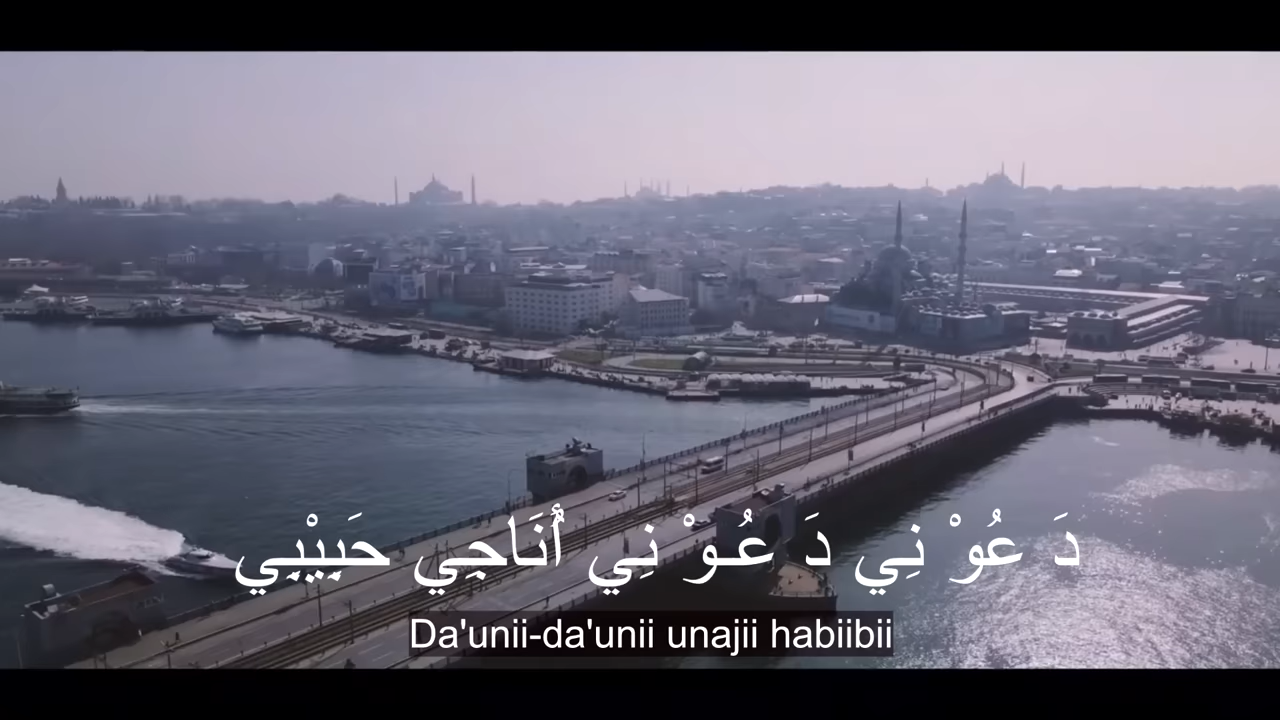 دَعُوْنِي دَعُوْنِي أُنَاجِي حَبِيْبِي
Da'unii-da'unii unajii habiibii